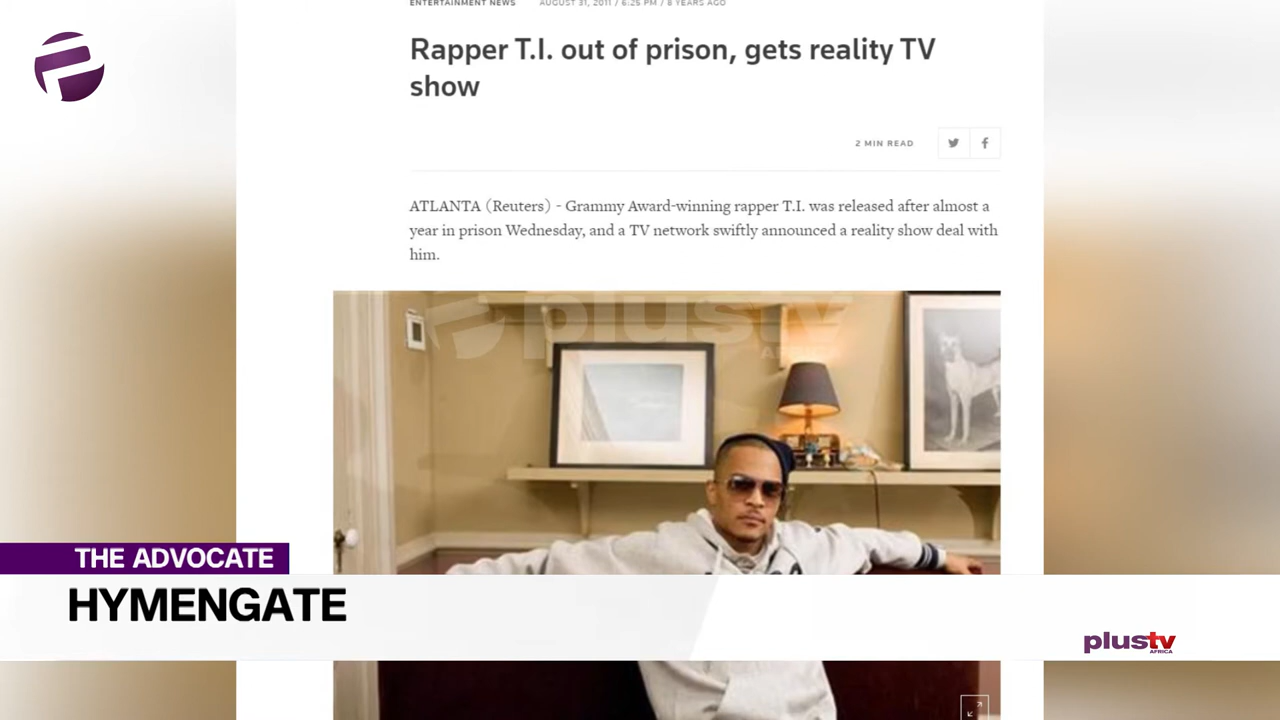 ENTERTAINMENT NEWS AUGUST 31, 2011 / 6:25 PM / 8 YEARS AGO
Rapper T.I. out of prison, gets reality TV
show
2 MIN READ
ATLANTA (Reuters) - Grammy Award-winning rapper T.I. was released after almost a
year in prison Wednesday, and a TV network swiftly announced a reality show deal with
him.
plustv
AFRICA
THE ADVOCATE
HYMENGATE
plustv
AFRICA